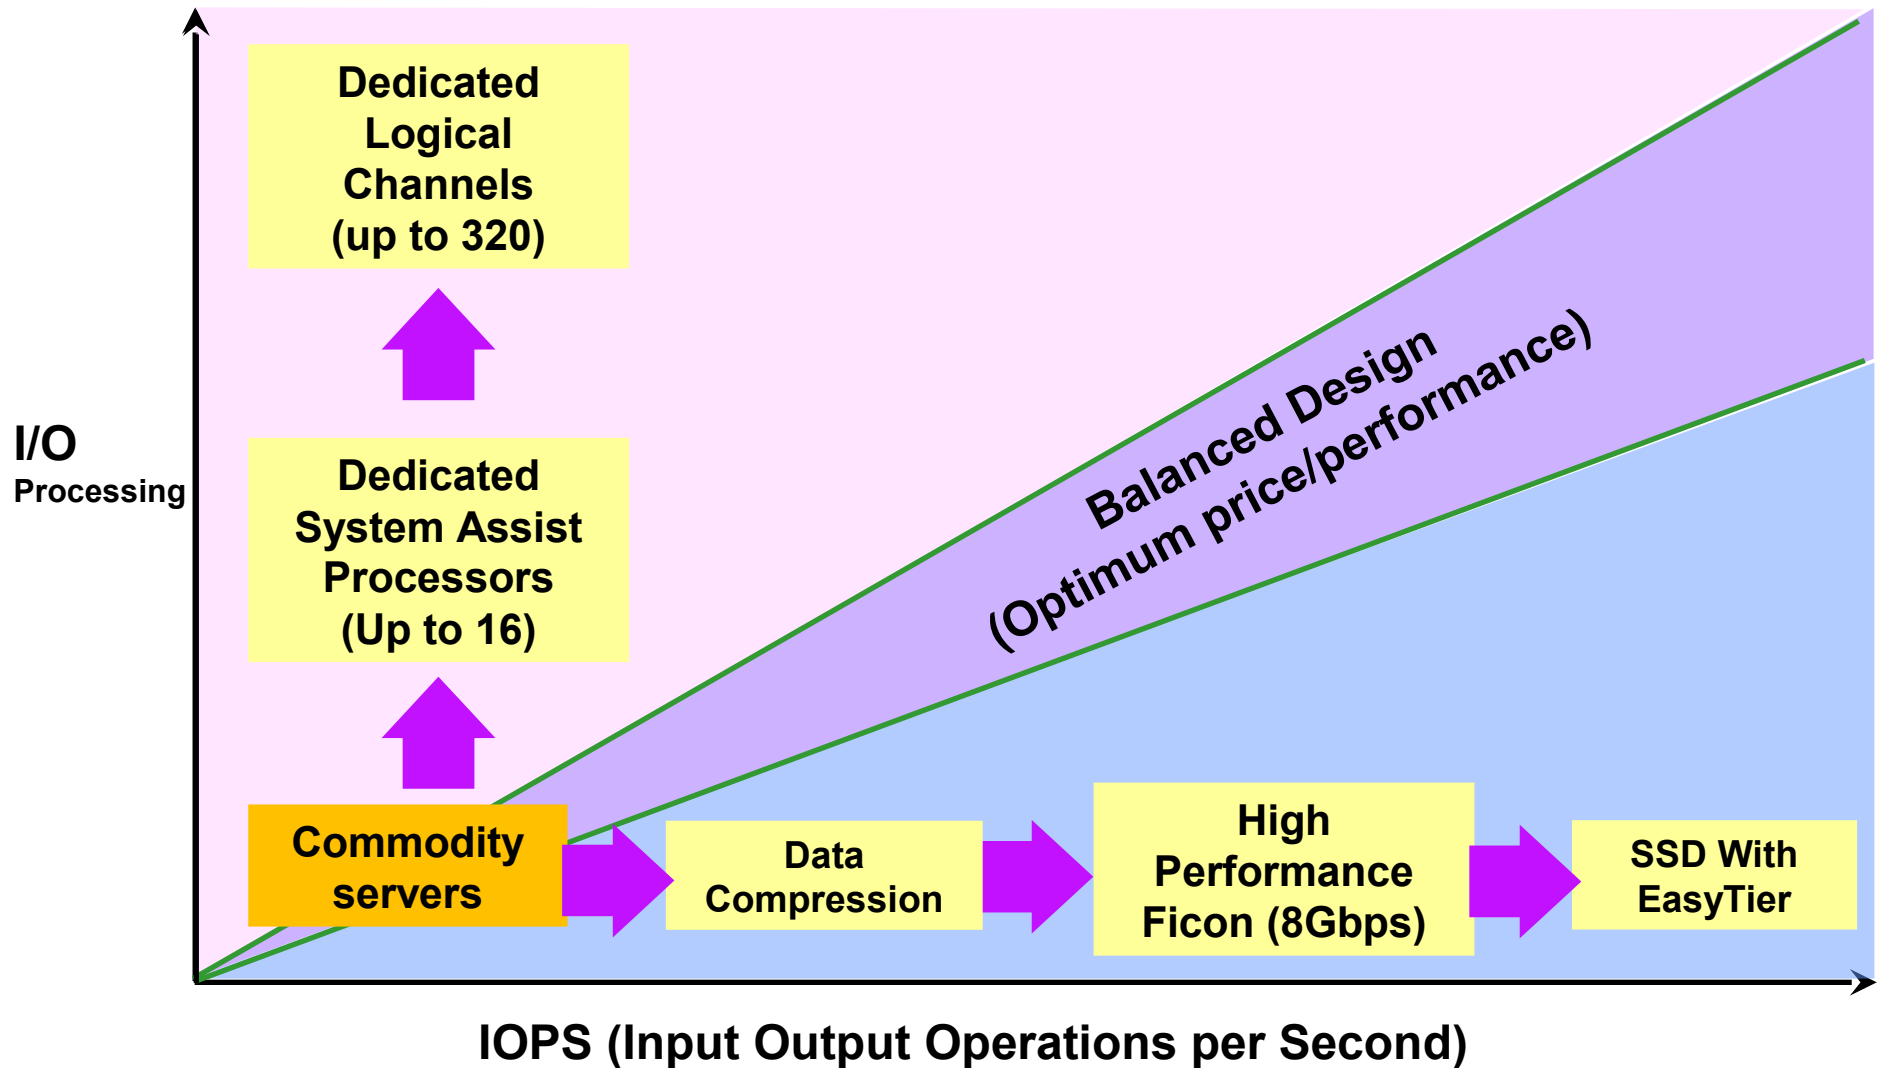 Dedicated
Logical
Channels
(up to 320)
I/O
Processing
Dedicated
System Assist
Processors
(Up to 16)
Balanced Design
(Optimum price/performance)
Commodity
servers
Data
Compression
High
Performance
Ficon (8Gbps)
SSD With
EasyTier
IOPS (Input Output Operations per Second)